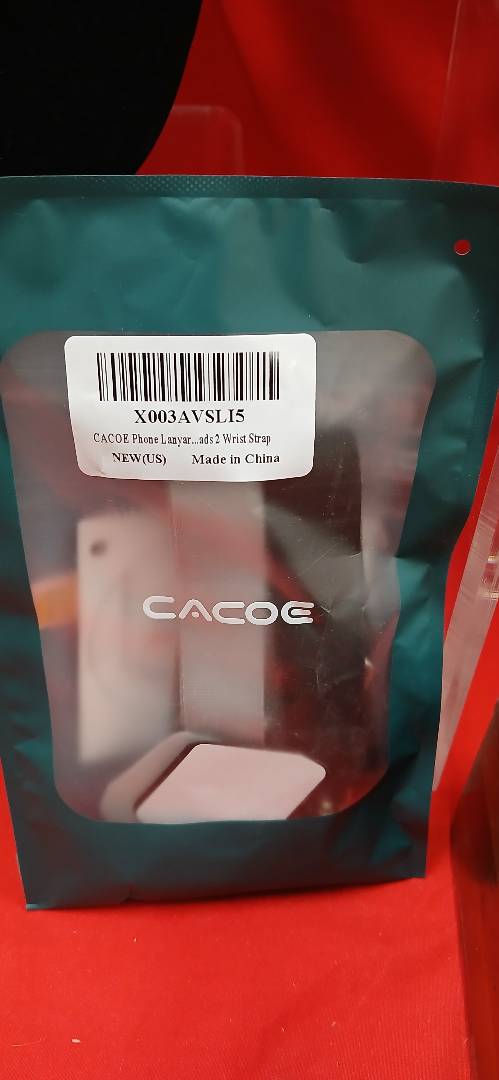 X003AVSLI5
CACOE Phone Lanyar...ads 2 Wrist Strap
NEW(US) Made in China
CACOE